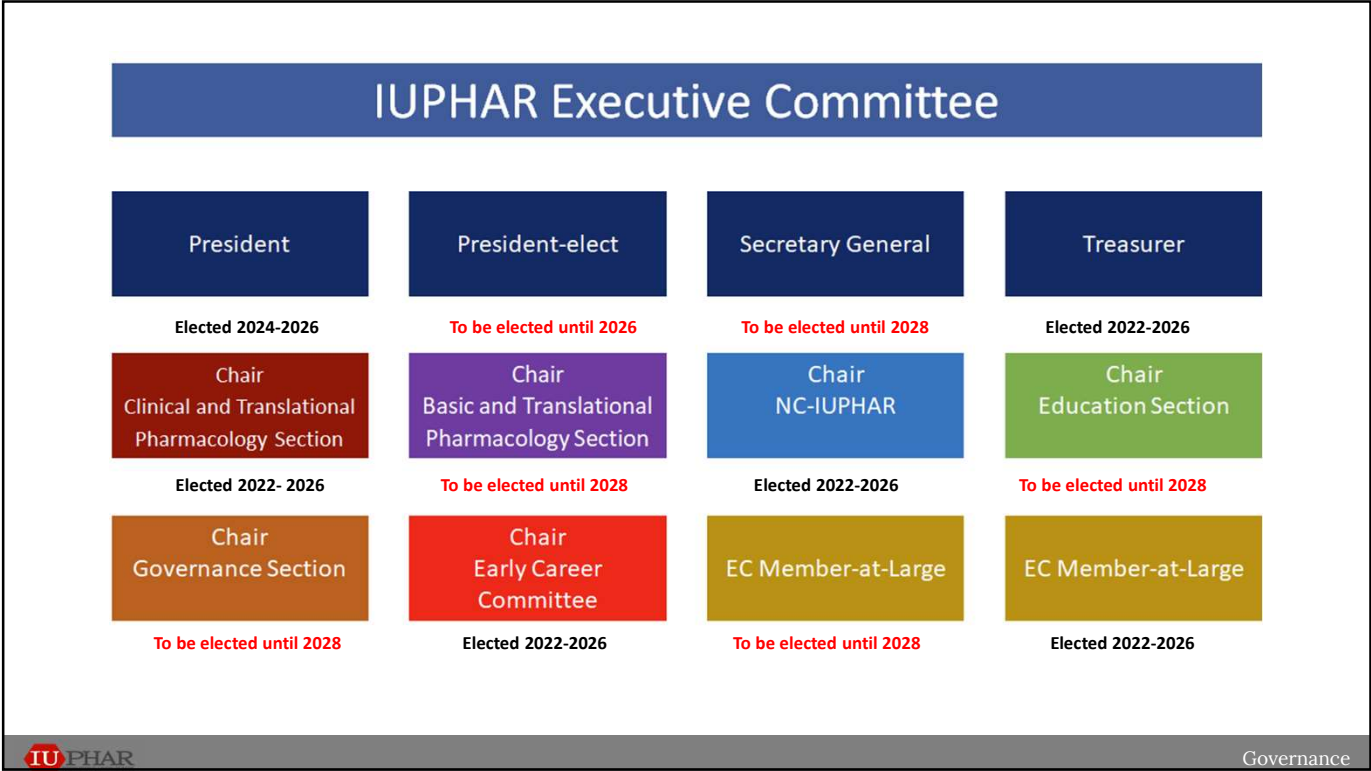 IUPHAR Executive Committee
President
President-elect
Secretary General
Treasurer
Elected 2024-2026
To be elected until 2026
To be elected until 2028
Elected 2022-2026
Chair
Clinical and Translational
Pharmacology Section
Chair
Basic and Translational
Pharmacology Section
Chair
NC-IUPHAR
Chair
Education Section
Elected 2022- 2026
To be elected until 2028
Elected 2022-2026
To be elected until 2028
Chair
Governance Section
Chair
Early Career
Committee
EC Member-at-Large
EC Member-at-Large
To be elected until 2028
Elected 2022-2026
To be elected until 2028
Elected 2022-2026
IUPHAR
Governance